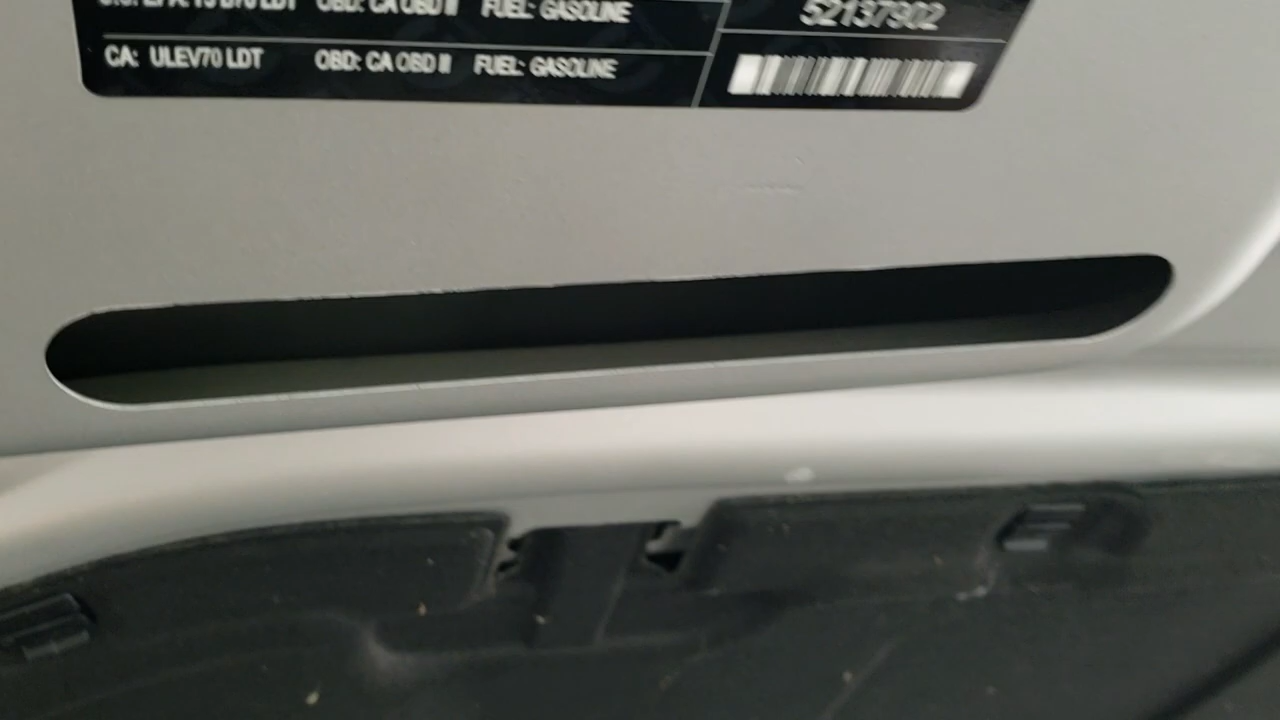 OBD: CA OBD II FUEL: GASOLINE
52137902
CA: ULEV70 LDT OBD: CA OBD II FUEL: GASOLINE